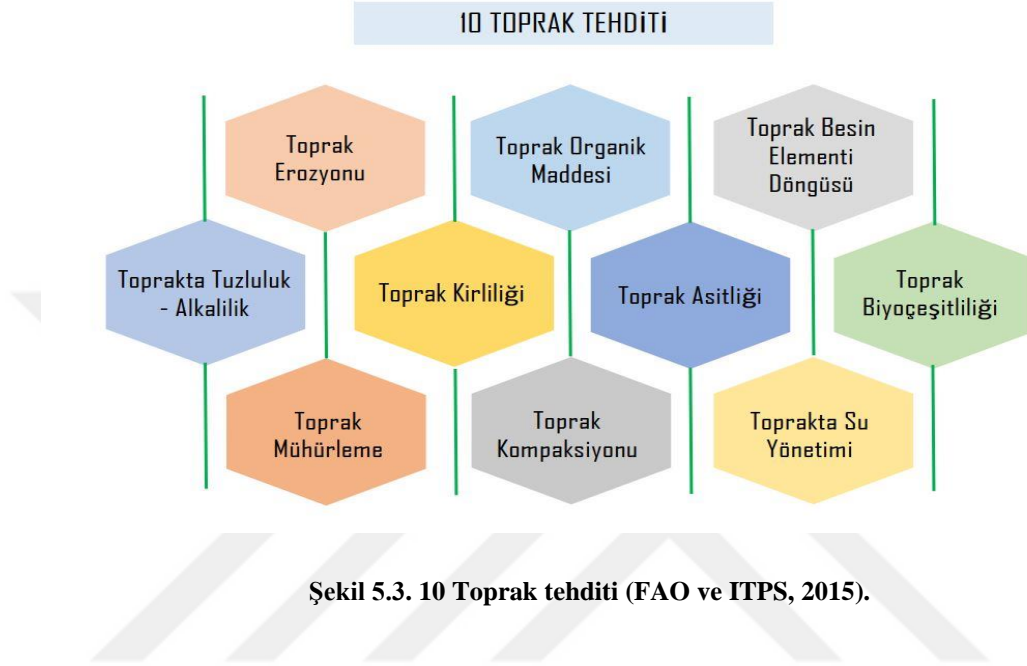 10 TOPRAK TEHDİTİ
Toprak
Erozyonu
Toprak Organik
Maddesi
Toprak Besin
Elementi
Döngüsü
Toprakta Tuzluluk
- Alkalilik
Toprak Kirliliği
Toprak Asitliği
Toprak
Biyoçeşitliliği
Toprak
Mühürleme
Toprak
Kompaksiyonu
Toprakta Su
Yönetimi
Şekil 5.3. 10 Toprak tehditi (FAO ve ITPS, 2015).